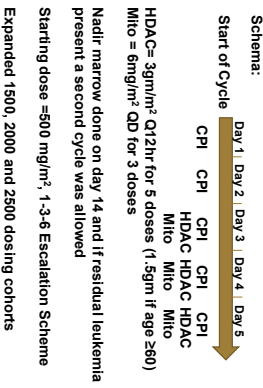 Schema:
Day 1 Day 2 Day 3 Day 4 Day 5
Start of Cycle
CPI CPI CPI CPI CPI
HDAC HDAC HDAC
Mito Mito Mito
HDAC= 3gm/m² Q12hr for 5 doses (1.5gm if age ≥60)
Mito = 6mg/m² QD for 3 doses
Nadir marrow done on day 14 and if residual leukemia
present a second cycle was allowed
Starting dose =500 mg/m², 1-3-6 Escalation Scheme
Expanded 1500, 2000 and 2500 dosing cohorts